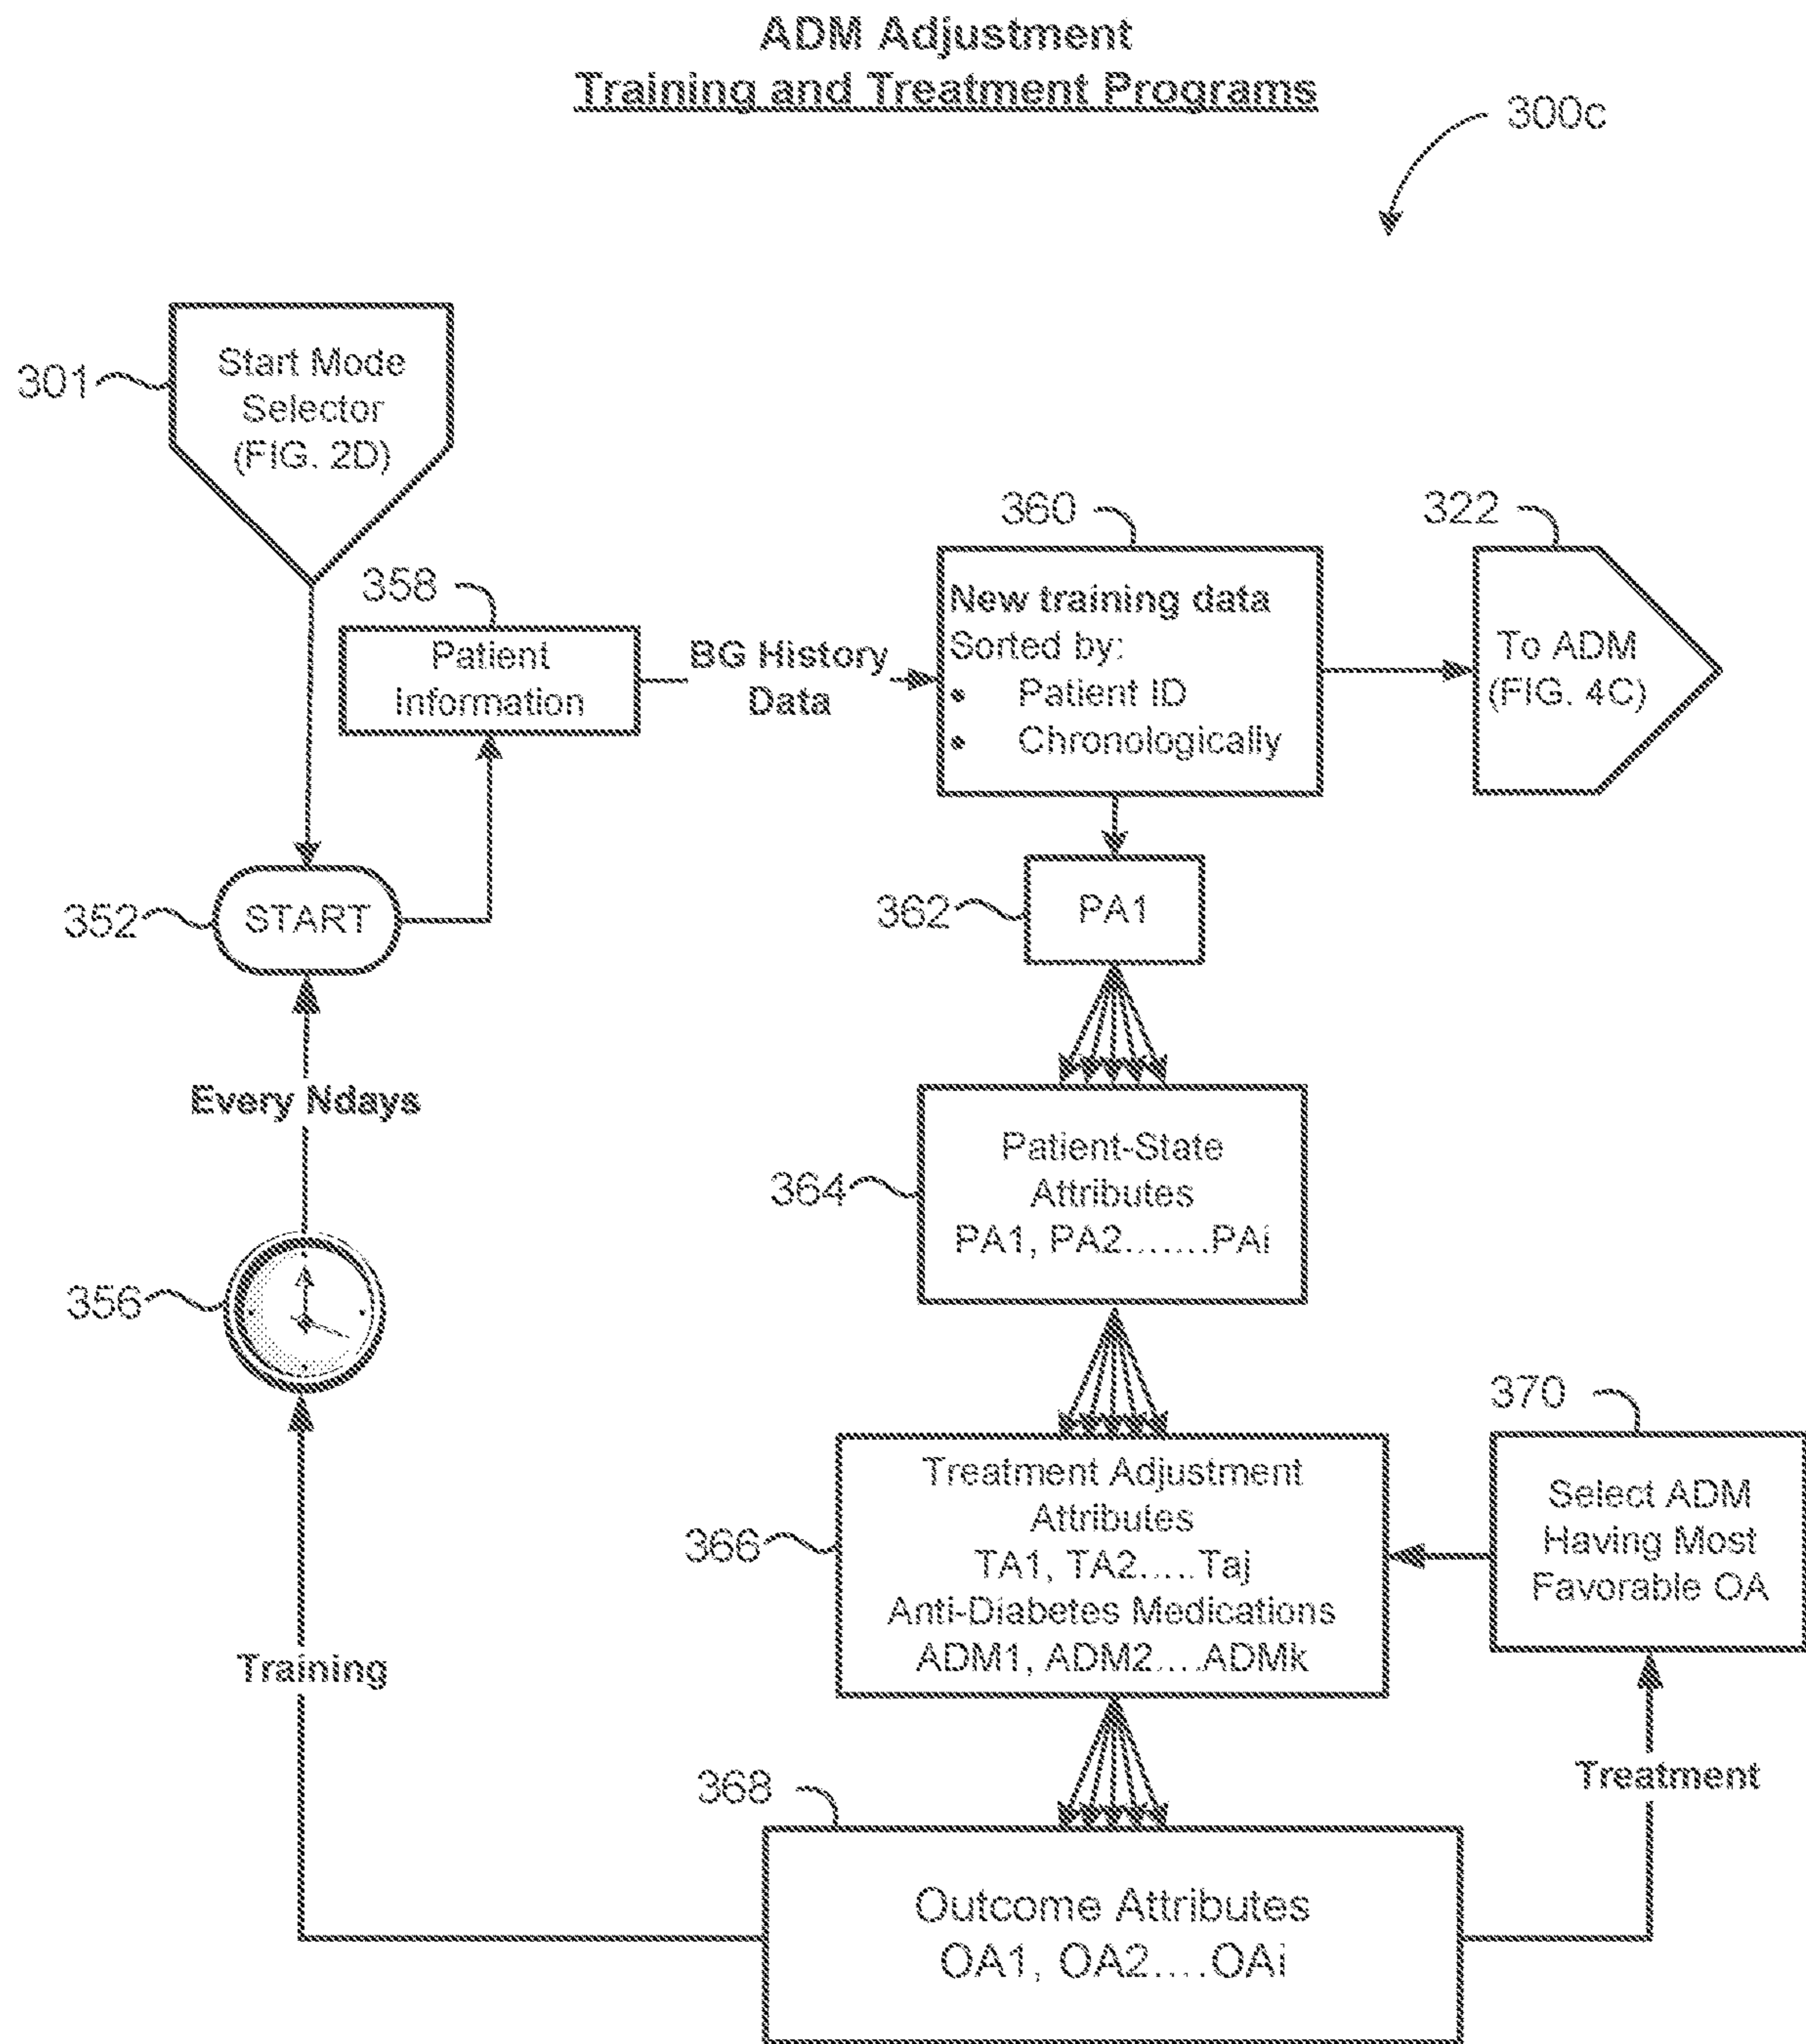 ADM Adjustment
Training and Treatment Programs
300c
301
Start Mode
Selector
(FIG. 2D)
358
Patient
Information
BG History
Data
360
New training data
Sorted by:
• Patient ID
• Chronologically
322
To ADM
(FIG. 4C)
352
START
362
PA1
Every Ndays
364
Patient-State
Attributes
PA1, PA2.......PAi
356
366
Treatment Adjustment
Attributes
TA1, TA2.....Taj
Anti-Diabetes Medications
ADM1, ADM2....ADMk
370
Select ADM
Having Most
Favorable OA
Training
Treatment
368
Outcome Attributes
OA1, OA2....OAi